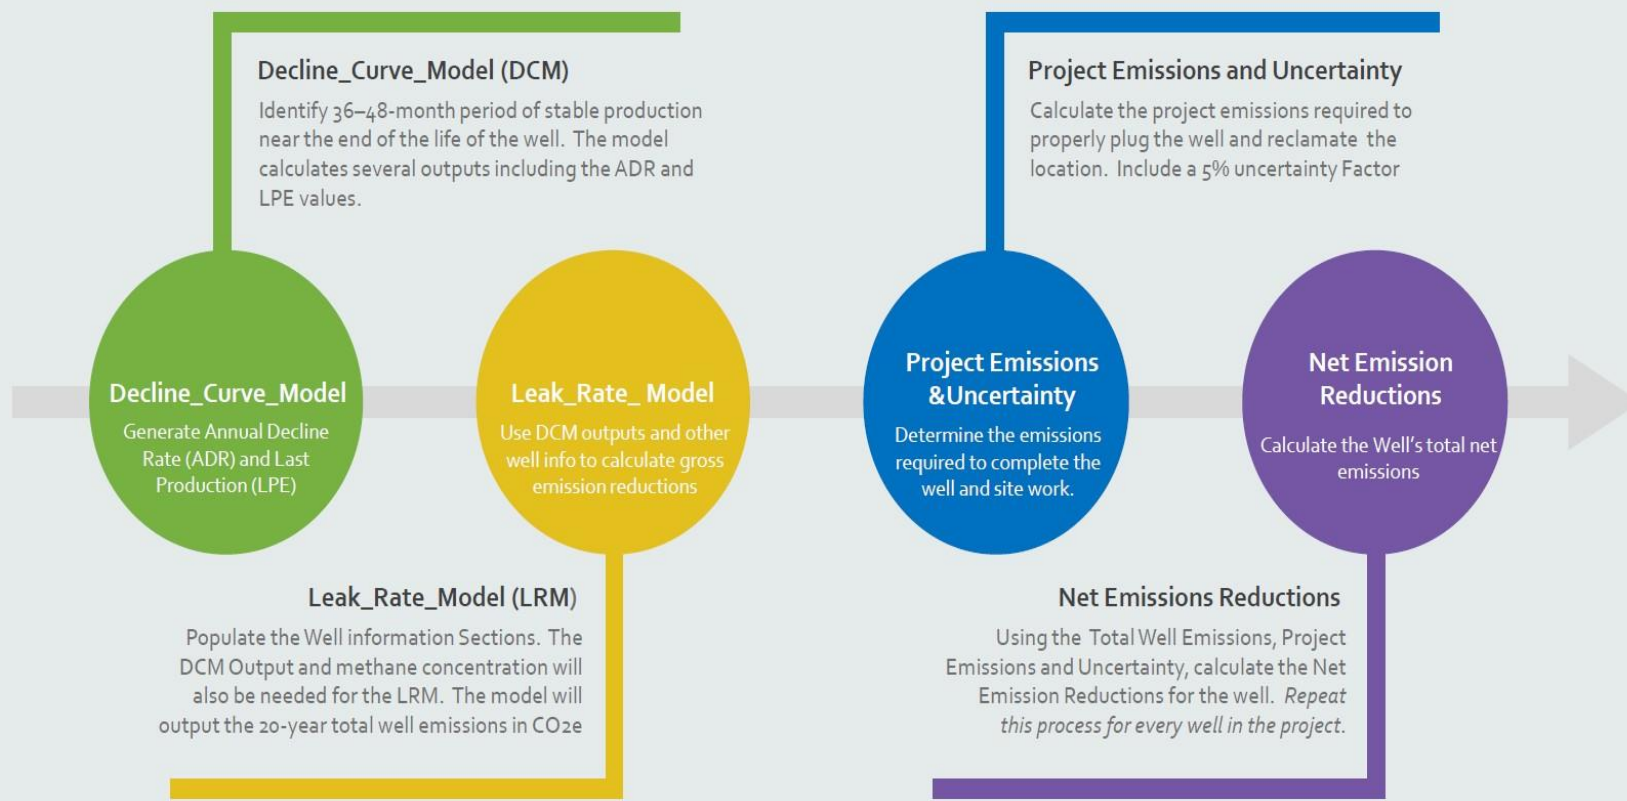 Decline_Curve_Model (DCM)
Identify 36–48-month period of stable production
near the end of the life of the well. The model
calculates several outputs including the ADR and
LPE values.
Project Emissions and Uncertainty
Calculate the project emissions required to
properly plug the well and reclamate the
location. Include a 5% uncertainty Factor
Decline_Curve_Model
Generate Annual Decline
Rate (ADR) and Last
Production (LPE)
Leak_Rate_ Model
Use DCM outputs and other
well info to calculate gross
emission reductions
Project Emissions
&Uncertainty
Determine the emissions
required to complete the
well and site work.
Net Emission
Reductions
Calculate the Well's total net
emissions
Leak_Rate_Model (LRM)
Populate the Well information Sections. The
DCM Output and methane concentration will
also be needed for the LRM. The model will
output the 20-year total well emissions in CO2e
Net Emissions Reductions
Using the Total Well Emissions, Project
Emissions and Uncertainty, calculate the Net
Emission Reductions for the well. Repeat
this process for every well in the project.